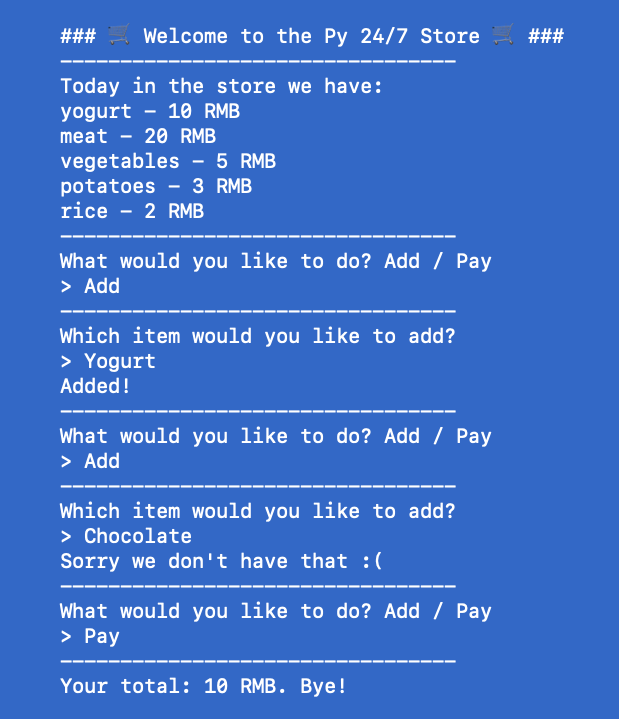 ### 🛒 Welcome to the Py 24/7 Store 🛒 ###
---------------------------------
Today in the store we have:
yogurt - 10 RMB
meat - 20 RMB
vegetables - 5 RMB
potatoes - 3 RMB
rice - 2 RMB
---------------------------------
What would you like to do? Add / Pay
> Add
---------------------------------
Which item would you like to add?
> Yogurt
Added!
---------------------------------
What would you like to do? Add / Pay
> Add
---------------------------------
Which item would you like to add?
> Chocolate
Sorry we don't have that :(
---------------------------------
What would you like to do? Add / Pay
> Pay
---------------------------------
Your total: 10 RMB. Bye!